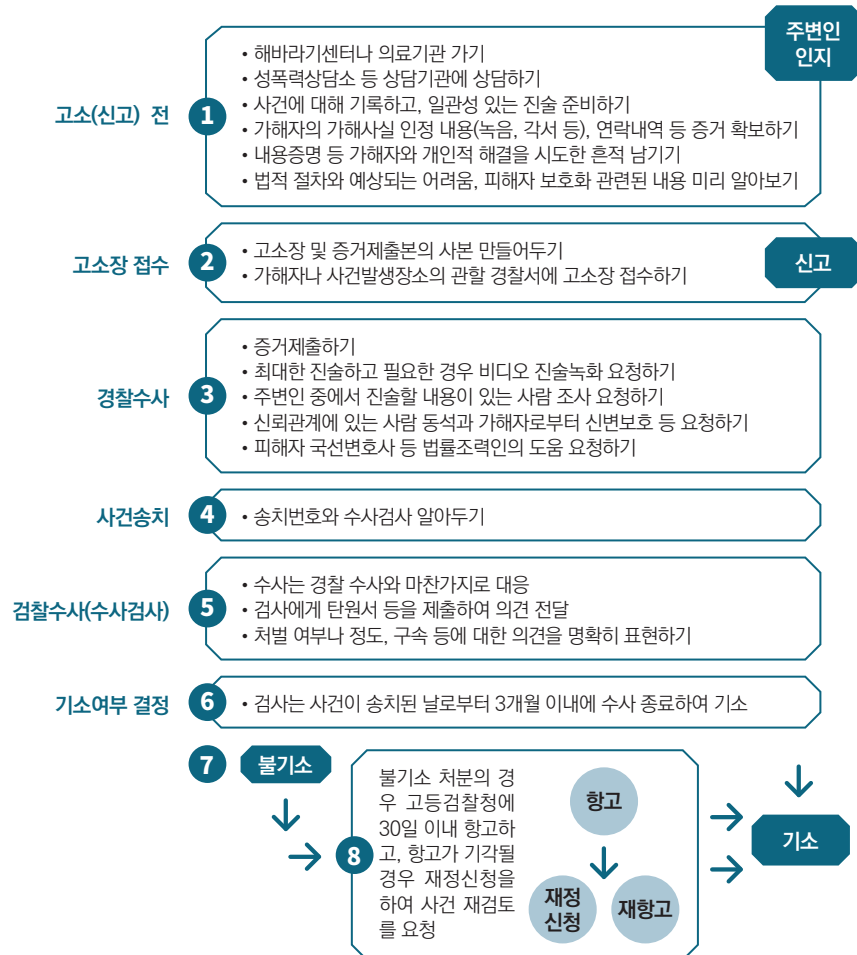 주변인
인지
고소(신고) 전
1
• 해바라기센터나 의료기관 가기
• 성폭력상담소 등 상담기관에 상담하기
• 사건에 대해 기록하고, 일관성 있는 진술 준비하기
• 가해자의 가해사실 인정 내용(녹음, 각서 등), 연락내역 등 증거 확보하기
• 내용증명 등 가해자와 개인적 해결을 시도한 흔적 남기기
• 법적 절차와 예상되는 어려움, 피해자 보호화 관련된 내용 미리 알아보기
고소장 접수
2
• 고소장 및 증거제출본의 사본 만들어두기
• 가해자나 사건발생장소의 관할 경찰서에 고소장 접수하기
신고
경찰수사
3
• 증거제출하기
• 최대한 진술하고 필요한 경우 비디오 진술녹화 요청하기
• 주변인 중에서 진술할 내용이 있는 사람 조사 요청하기
• 신뢰관계에 있는 사람 동석과 가해자로부터 신변보호 등 요청하기
• 피해자 국선변호사 등 법률조력인의 도움 요청하기
사건송치
4
• 송치번호와 수사검사 알아두기
검찰수사(수사검사)
5
• 수사는 경찰 수사와 마찬가지로 대응
• 검사에게 탄원서 등을 제출하여 의견 전달
• 처벌 여부나 정도, 구속 등에 대한 의견을 명확히 표현하기
기소여부 결정
6
• 검사는 사건이 송치된 날로부터 3개월 이내에 수사 종료하여 기소
7
불기소
8
불기소 처분의 경
우 고등검찰청에
30일 이내 항고하
고, 항고가 기각될
경우 재정신청을
하여 사건 재검토
를 요청
항고
재정
신청
재항고
기소